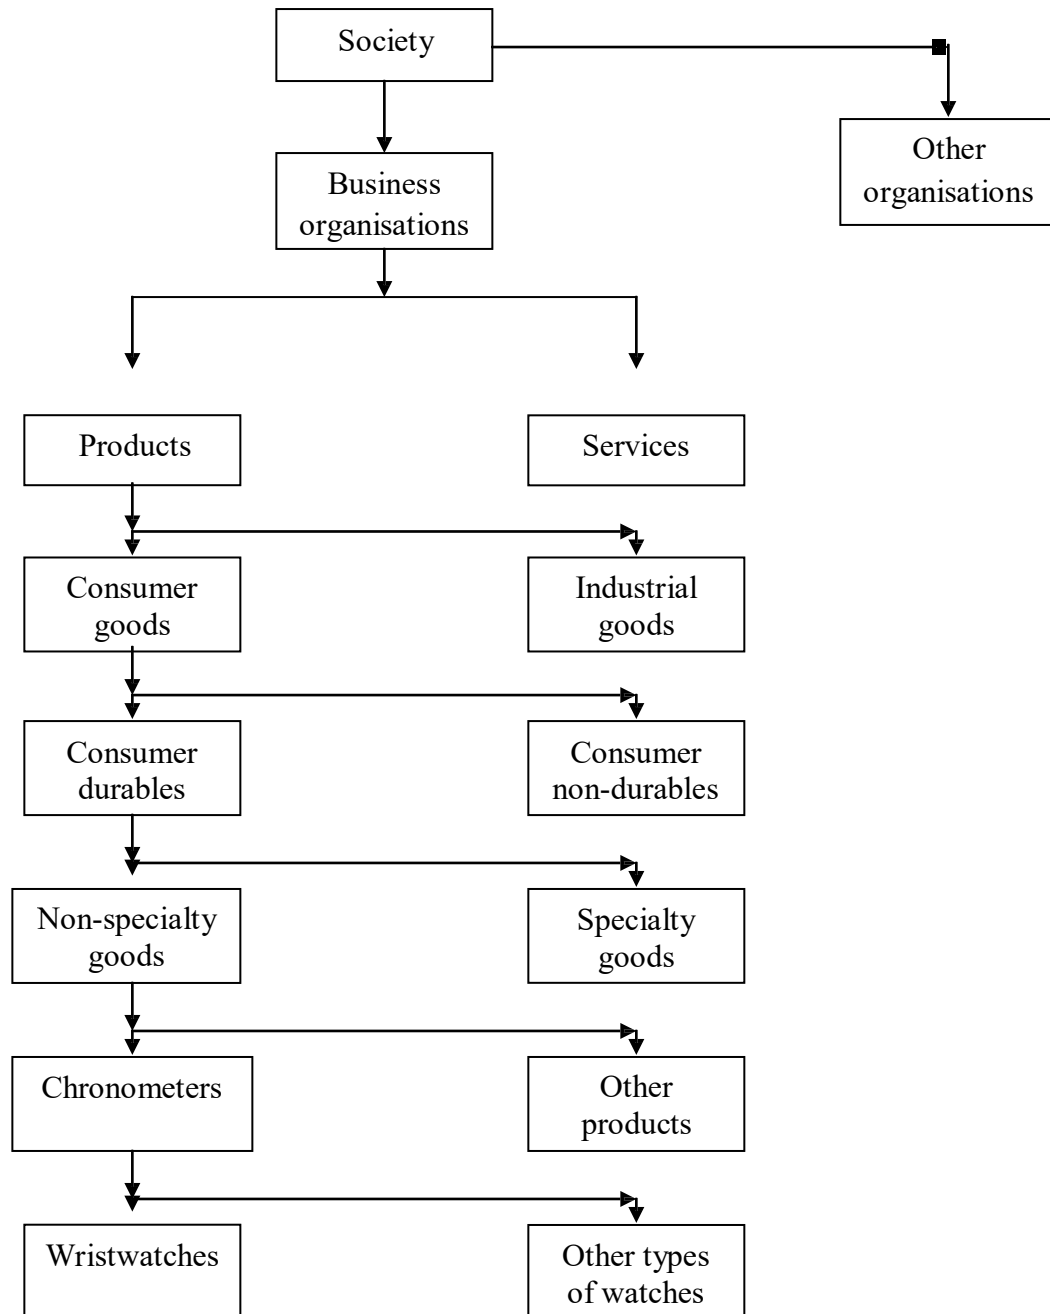 Society
Other
organisations
Business
organisations
Products
Services
Consumer
goods
Industrial
goods
Consumer
durables
Consumer
non-durables
Non-specialty
goods
Specialty
goods
Chronometers
Other
products
Wristwatches
Other types
of watches